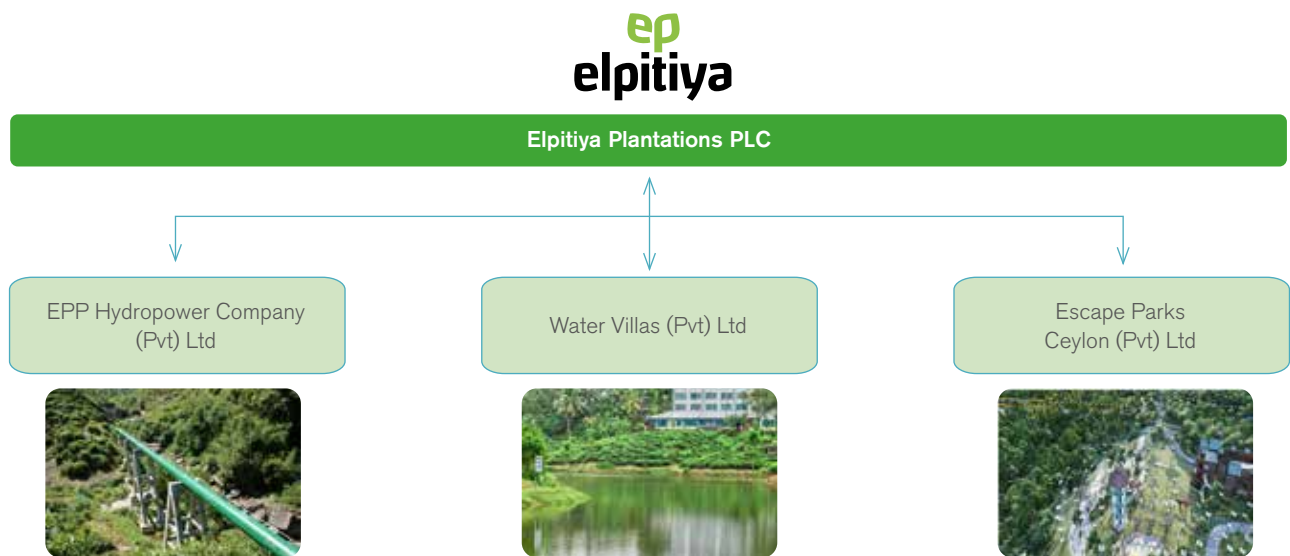 ep
elpitiya
Elpitiya Plantations PLC
EPP Hydropower Company
(Pvt) Ltd
Water Villas (Pvt) Ltd
Escape Parks
Ceylon (Pvt) Ltd